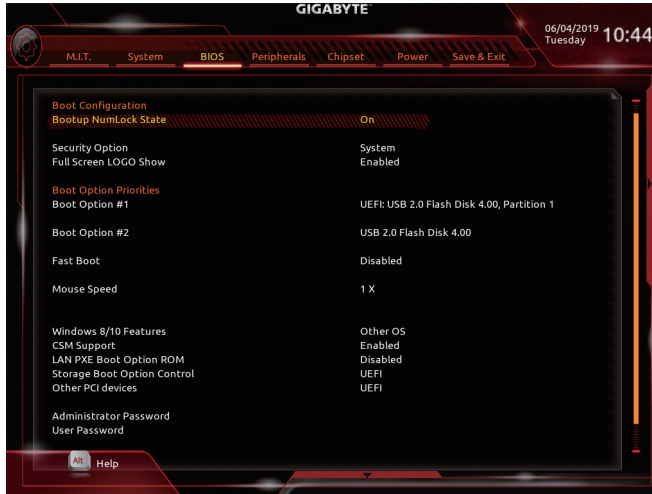 GIGABYTE™
06/04/2019 10:44
Tuesday
M.I.T. System BIOS Peripherals Chipset Power Save & Exit
Boot Configuration
Bootup NumLock State On
Security Option System
Full Screen LOGO Show Enabled
Boot Option Priorities
Boot Option #1 UEFI: USB 2.0 Flash Disk 4.00, Partition 1
Boot Option #2 USB 2.0 Flash Disk 4.00
Fast Boot Disabled
Mouse Speed 1 X
Windows 8/10 Features Other OS
CSM Support Enabled
LAN PXE Boot Option ROM Disabled
Storage Boot Option Control UEFI
Other PCI devices UEFI
Administrator Password
User Password
Alt Help